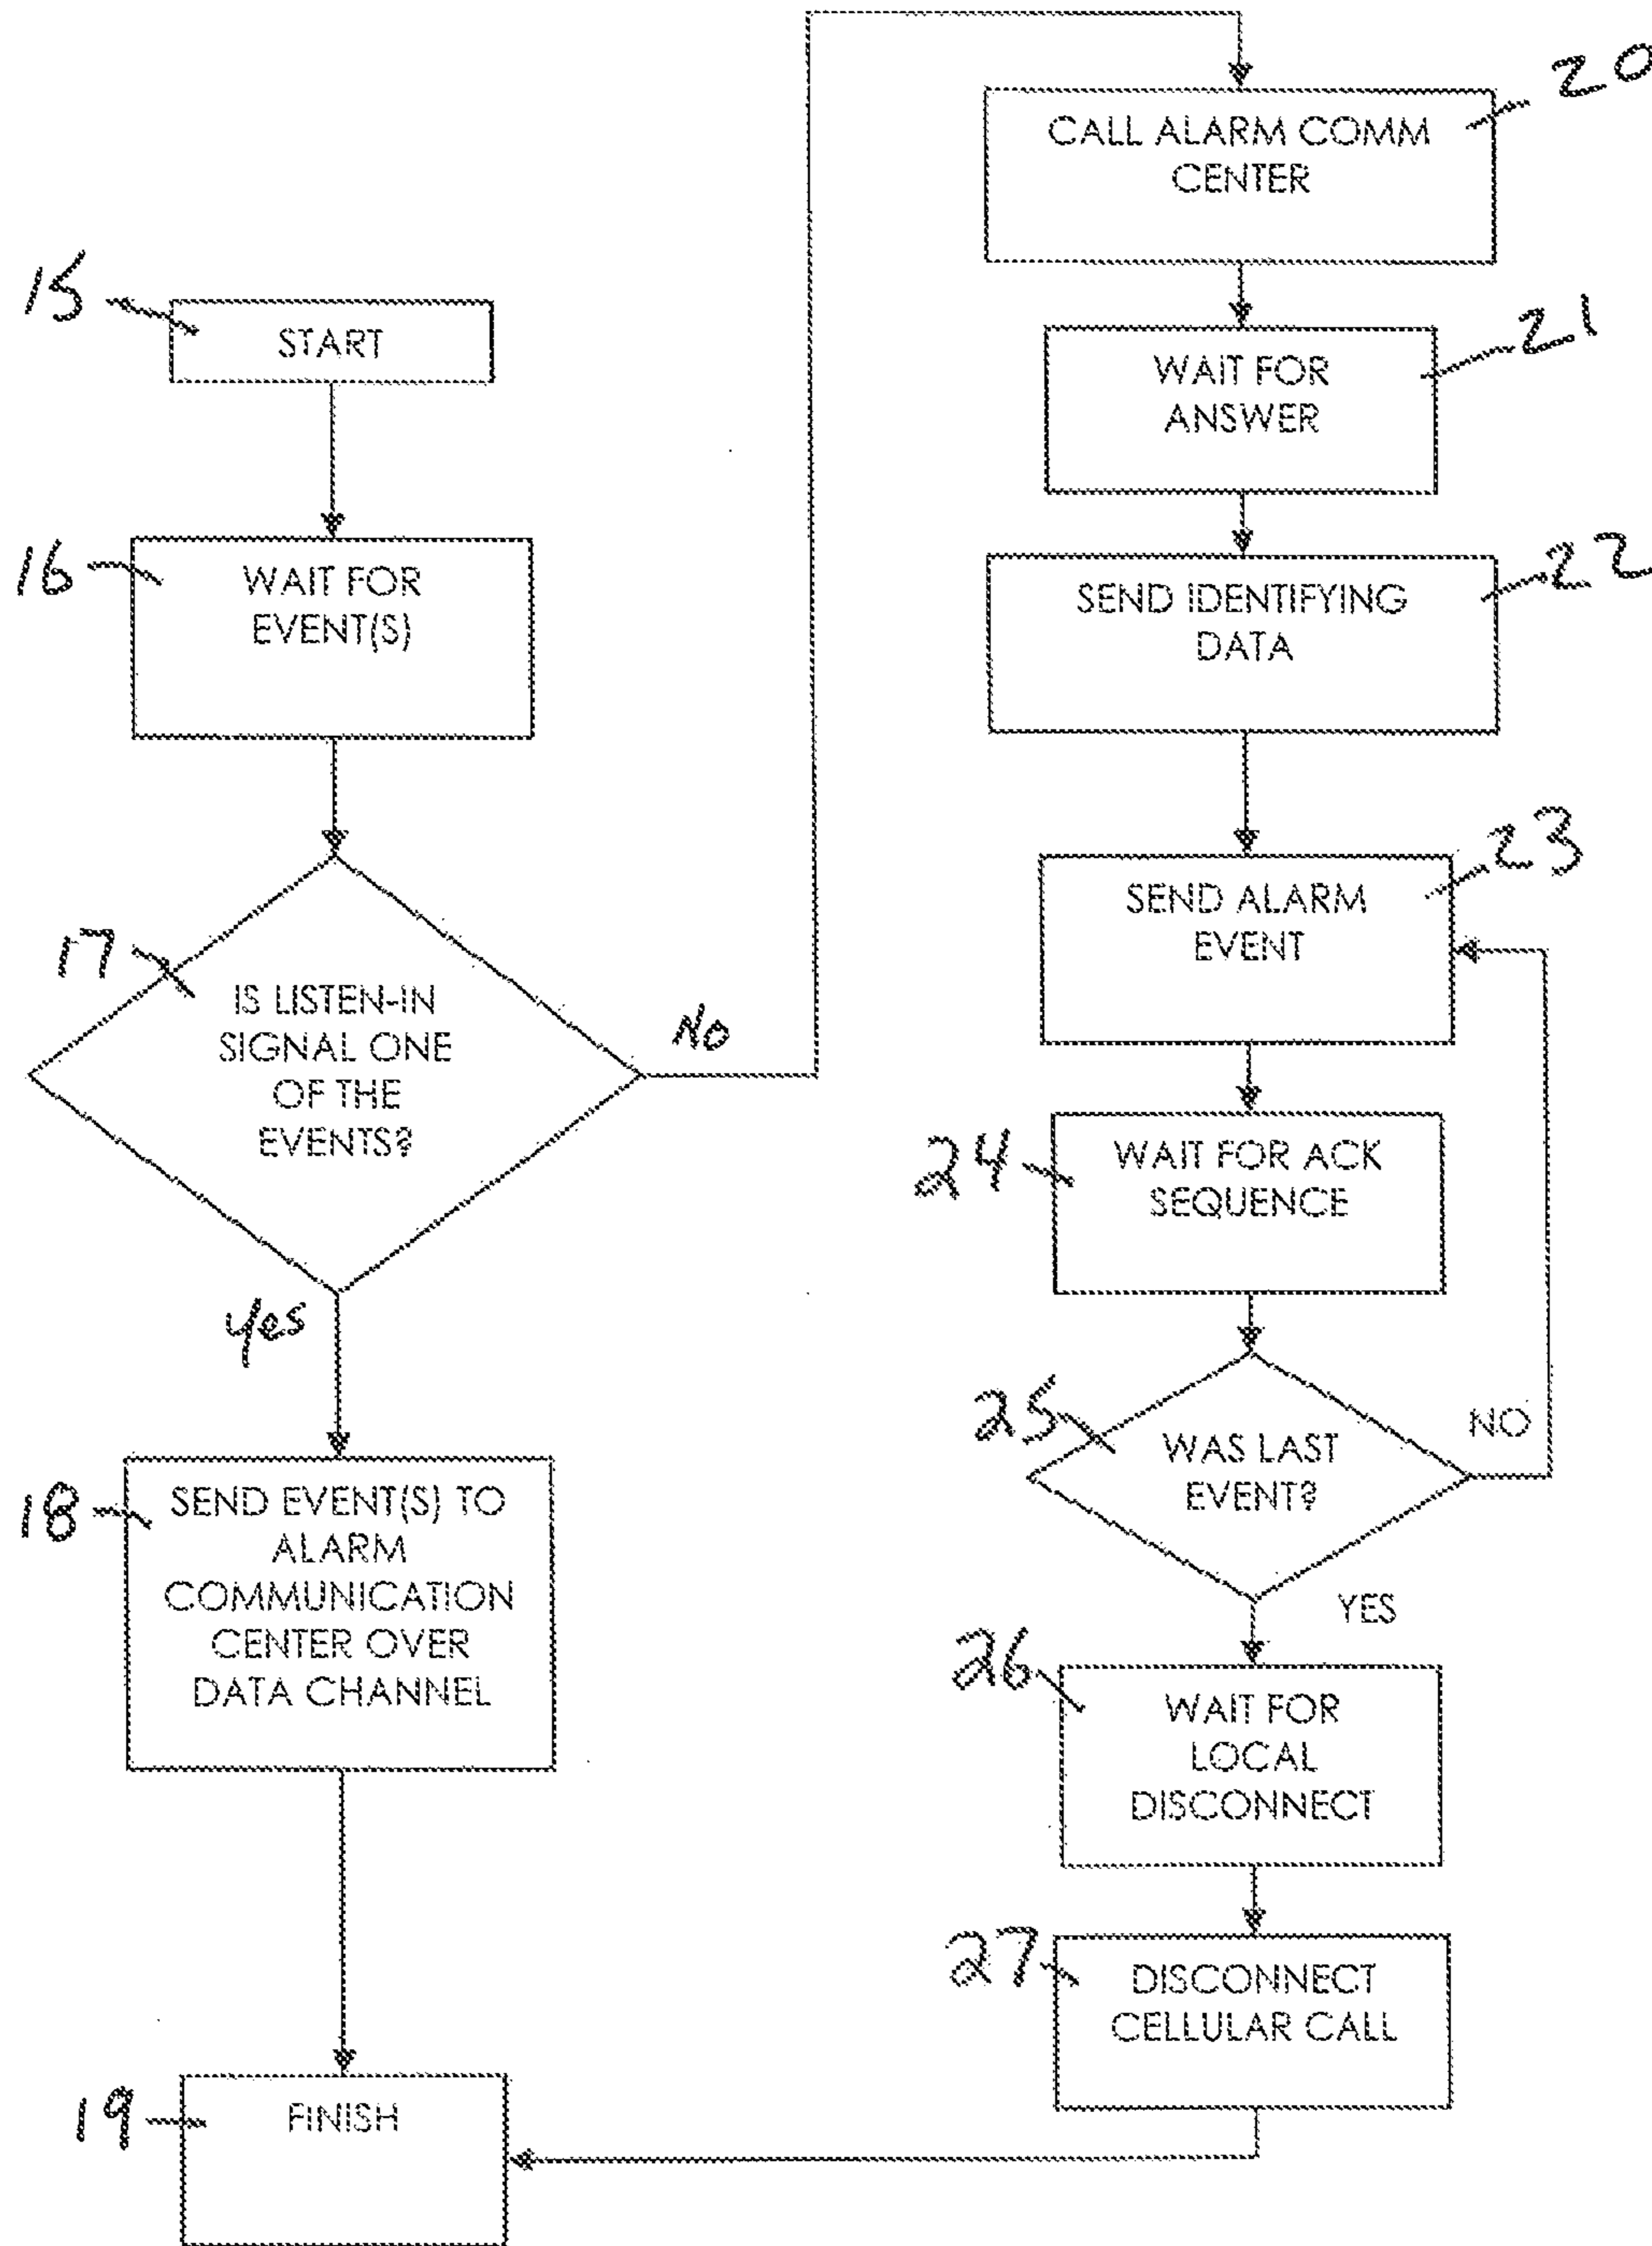 15
START
16
WAIT FOR
EVENT(S)
17
IS LISTEN-IN
SIGNAL ONE
OF THE
EVENTS?
No
Yes
18
SEND EVENT(S) TO
ALARM
COMMUNICATION
CENTER OVER
DATA CHANNEL
19
FINISH
20
CALL ALARM COMM
CENTER
21
WAIT FOR
ANSWER
22
SEND IDENTIFYING
DATA
23
SEND ALARM
EVENT
24
WAIT FOR ACK
SEQUENCE
25
WAS LAST
EVENT?
NO
YES
26
WAIT FOR
LOCAL
DISCONNECT
27
DISCONNECT
CELLULAR CALL